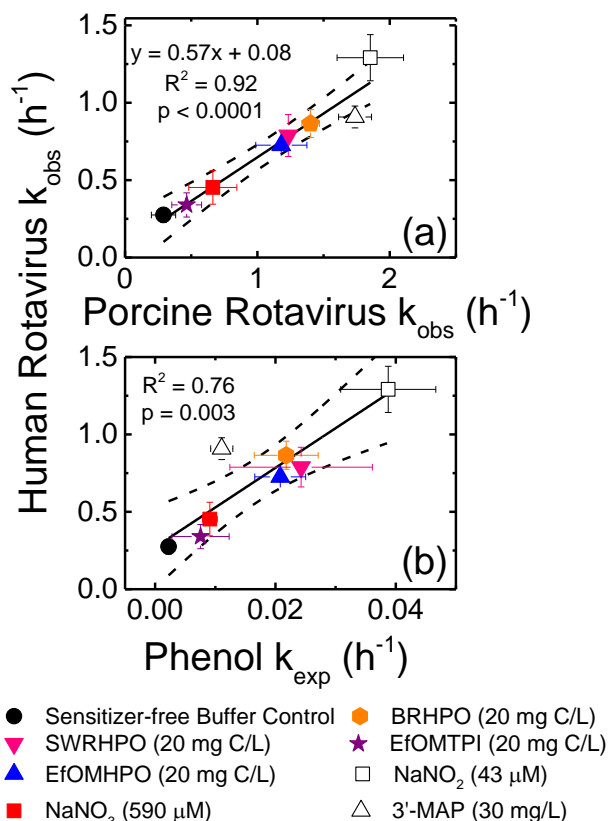 1.5
y = 0.57x + 0.08
R² = 0.92
p < 0.0001
1.0
0.5
0.0
(a)
0 1 2
Porcine Rotavirus k_obs (h⁻¹)
Human Rotavirus k_obs (h⁻¹)
1.5
R² = 0.76
p = 0.003
1.0
0.5
0.0
(b)
0.00 0.02 0.04
Phenol k_exp (h⁻¹)
Sensitizer-free Buffer Control BRHPO (20 mg C/L)
SWRHPO (20 mg C/L) EfOMTPI (20 mg C/L)
EfOMHPO (20 mg C/L) NaNO₂ (43 μM)
NaNO₃ (590 μM) 3'-MAP (30 mg/L)